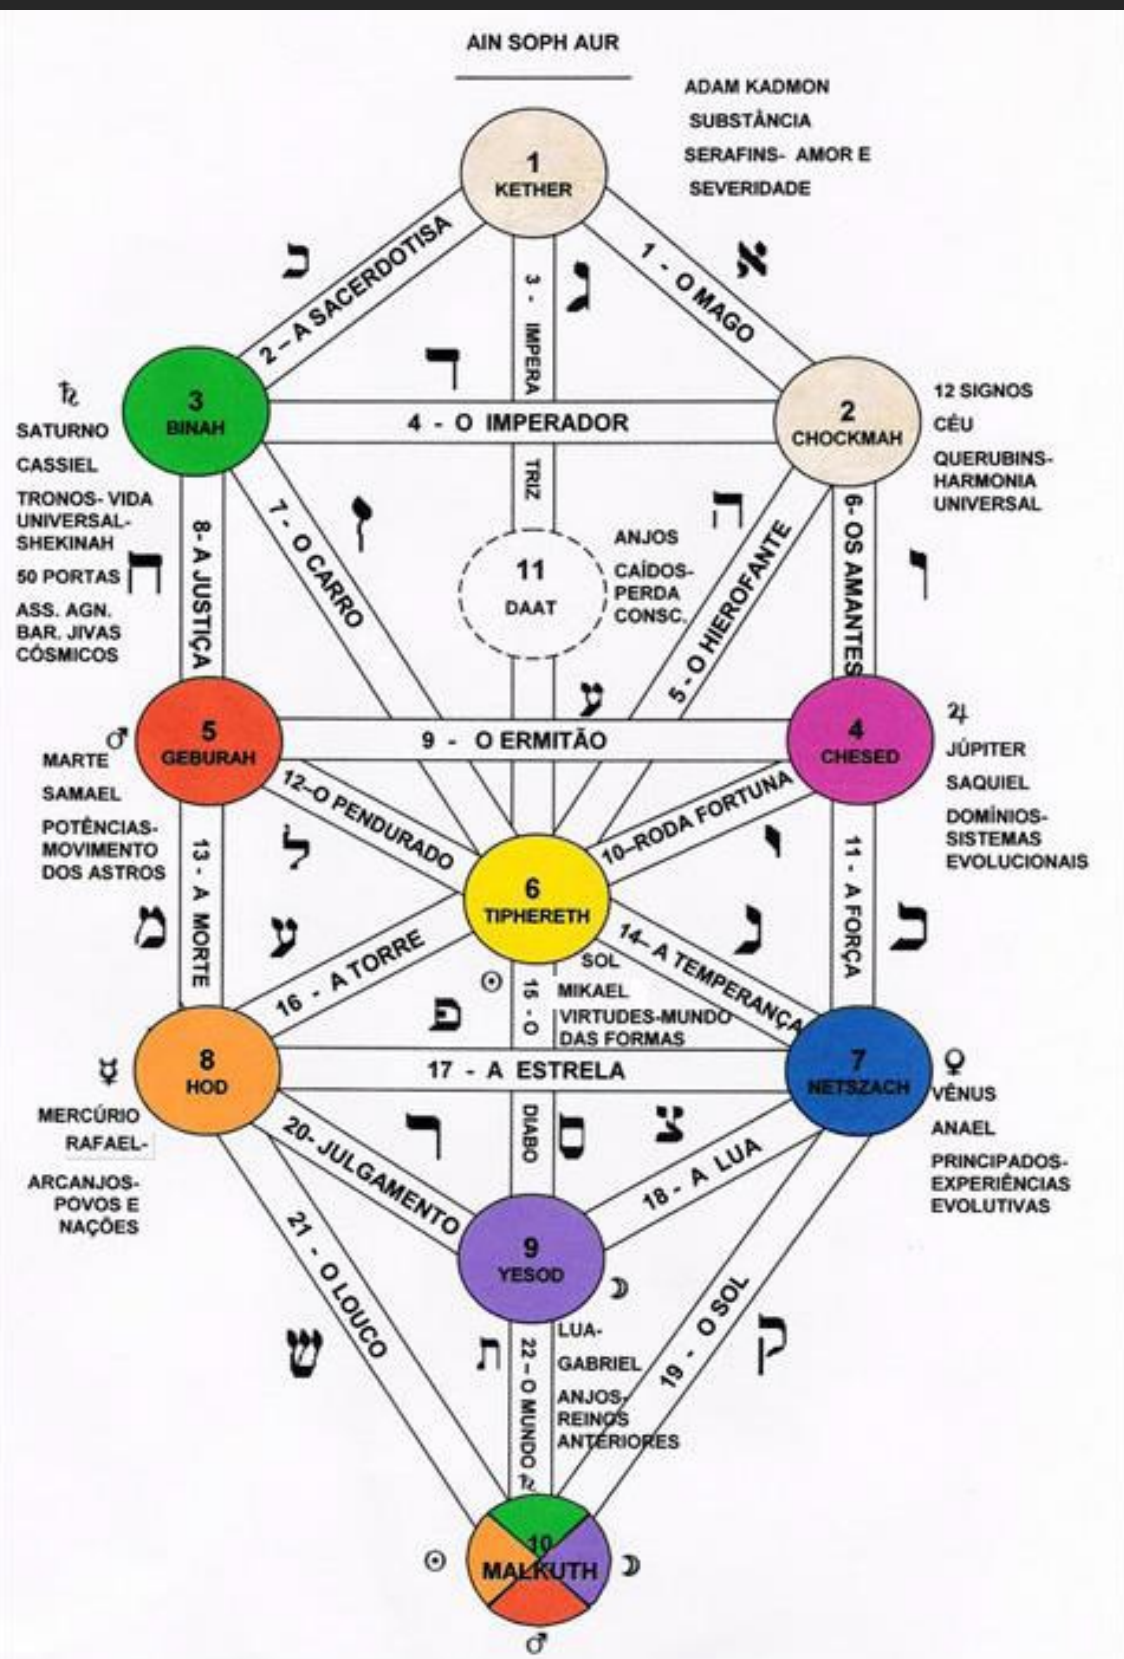 AIN SOPH AUR
ADAM KADMON
SUBSTÂNCIA
SERAFINS- AMOR E
SEVERIDADE
1
KETHER
כ
2 – A SACERDOTISA
3 - IMPERA
ג
1 - O MAGO
א
ד
♄
SATURNO
CASSIEL
TRONOS- VIDA
UNIVERSAL-
SHEKINAH
50 PORTAS
ASS. AGN.
BAR. JIVAS
CÓSMICOS
3
BINAH
4 - O IMPERADOR
2
CHOCKMAH
12 SIGNOS
CÉU
QUERUBINS-
HARMONIA
UNIVERSAL
TRIZ
ח
8- A JUSTIÇA
7 - O CARRO
ז
11
DAAT
ANJOS
CAÍDOS-
PERDA
CONSC.
ה
5 - O HIEROFANTE
6- OS AMANTES
ו
♂
MARTE
SAMAEL
POTÊNCIAS-
MOVIMENTO
DOS ASTROS
5
GEBURAH
9 - O ERMITÃO
4
CHESED
♃
JÚPITER
SAQUIEL
DOMÍNIOS-
SISTEMAS
EVOLUCIONAIS
12–O PENDURADO
10–RODA FORTUNA
13 - A MORTE
ל
6
TIPHERETH
11 - A FORÇA
16 - A TORRE
14– A TEMPERANÇA
☉
SOL
MIKAEL
VIRTUDES-MUNDO
DAS FORMAS
15 - O
פ
☿
MERCÚRIO
RAFAEL-
ARCANJOS-
POVOS E
NAÇÕES
8
HOD
17 - A ESTRELA
7
NETSZACH
♀
VÊNUS
ANAEL
PRINCIPADOS-
EXPERIÊNCIAS
EVOLUTIVAS
20- JULGAMENTO
ר
DIABO
ס
צ
18 - A LUA
9
YESOD
☽
LUA-
GABRIEL
ANJOS-
REINOS
ANTERIORES
21 - O LOUCO
ש
ת
22 – O MUNDO
♄
19 - O SOL
ק
☉
10
MALKUTH
☽
♂